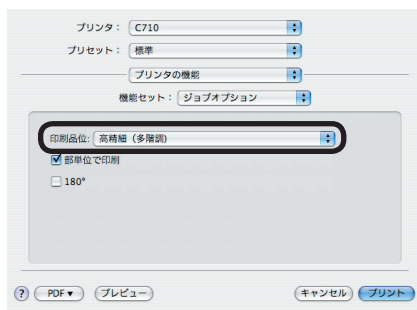 プリンタ： C710
プリセット： 標準
プリンタの機能
機能セット： ジョブオプション
印刷品位: 高精細（多階調）
部単位で印刷
180°
? PDF▼ プレビュー キャンセル プリント